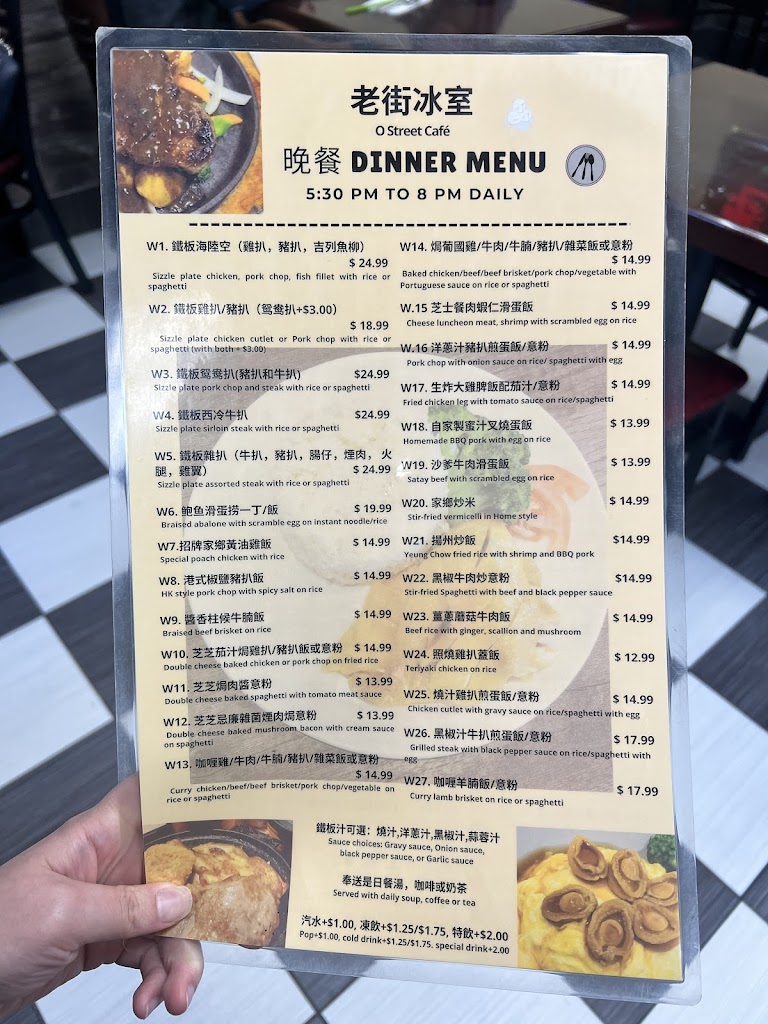 老街冰室
O Street Café
晚餐 DINNER MENU
5:30 PM TO 8 PM DAILY
W1. 鐵板海陸空（雞扒，豬扒，吉列魚柳）
$ 24.99
Sizzle plate chicken, pork chop, fish fillet with rice or
spaghetti
W2. 鐵板雞扒/豬扒（鸳鸯扒+$3.00）
$ 18.99
Sizzle plate chicken cutlet or Pork chop with rice or
spaghetti (with both + $3.00)
W3. 鐵板鸳鸯扒(豬扒和牛扒) $24.99
Sizzle plate pork chop and steak with rice or spaghetti
W4. 鐵板西冷牛扒 $24.99
Sizzle plate sirloin steak with rice or spaghetti
W5. 鐵板雜扒（牛扒，豬扒，腸仔，煙肉， 火
腿，雞翼） $ 24.99
Sizzle plate assorted steak with rice or spaghetti
W6. 鲍鱼滑蛋撈一丁/飯 $ 19.99
Braised abalone with scramble egg on instant noodle/rice
W7.招牌家鄉黃油雞飯 $ 14.99
Special poach chicken with rice
W8. 港式椒鹽豬扒飯 $ 14.99
HK style pork chop with spicy salt on rice
W9. 醬香柱候牛腩飯 $ 14.99
Braised beef brisket on rice
W10. 芝芝茄汁焗雞扒/豬扒飯或意粉 $ 14.99
Double cheese baked chicken or pork chop on fried rice
W11. 芝芝焗肉醬意粉 $ 13.99
Double cheese baked spaghetti with tomato meat sauce
W12. 芝芝忌廉雜菌煙肉焗意粉 $ 13.99
Double cheese baked mushroom bacon with cream sauce
on spaghetti
W13. 咖喱雞/牛肉/牛腩/豬扒/雜菜飯或意粉
$ 14.99
Curry chicken/beef/beef brisket/pork chop/vegetable on
rice or spaghetti
W14. 焗葡國雞/牛肉/牛腩/豬扒/雜菜飯或意粉
$ 14.99
Baked chicken/beef/beef brisket/pork chop/vegetable with
Portuguese sauce on rice or spaghetti
W.15 芝士餐肉蝦仁滑蛋飯 $ 14.99
Cheese luncheon meat, shrimp with scrambled egg on rice
W.16 洋蔥汁豬扒煎蛋飯/意粉 $ 14.99
Pork chop with onion sauce on rice/ spaghetti with egg
W17. 生炸大雞脾飯配茄汁/意粉 $ 14.99
Fried chicken leg with tomato sauce on rice/spaghetti
W18. 自家製蜜汁叉燒蛋飯 $ 13.99
Homemade BBQ pork with egg on rice
W19. 沙爹牛肉滑蛋飯 $ 13.99
Satay beef with scrambled egg on rice
W20. 家鄉炒米 $ 14.99
Stir-fried vermicelli in Home style
W21. 揚州炒飯 $14.99
Yeung Chow fried rice with shrimp and BBQ pork
W22. 黑椒牛肉炒意粉 $14.99
Stir-fried Spaghetti with beef and black pepper sauce
W23. 薑蔥蘑菇牛肉飯 $ 14.99
Beef rice with ginger, scallion and mushroom
W24. 照燒雞扒蓋飯 $ 12.99
Teriyaki chicken on rice
W25. 燒汁雞扒煎蛋飯/意粉 $ 14.99
Chicken cutlet with gravy sauce on rice/spaghetti with egg
W26. 黑椒汁牛扒煎蛋飯/意粉 $ 17.99
Grilled steak with black pepper sauce on rice/spaghetti with
egg
W27. 咖喱羊腩飯/意粉 $ 17.99
Curry lamb brisket on rice or spaghetti
鐵板汁可選：燒汁,洋蔥汁,黑椒汁,蒜蓉汁
Sauce choices: Gravy sauce, Onion sauce,
black pepper sauce, or Garlic sauce
奉送是日餐湯，咖啡或奶茶
Served with daily soup, coffee or tea
汽水+$1.00, 凍飲+$1.25/$1.75, 特飲+$2.00
Pop+$1.00, cold drink+$1.25/$1.75. special drink+2.00